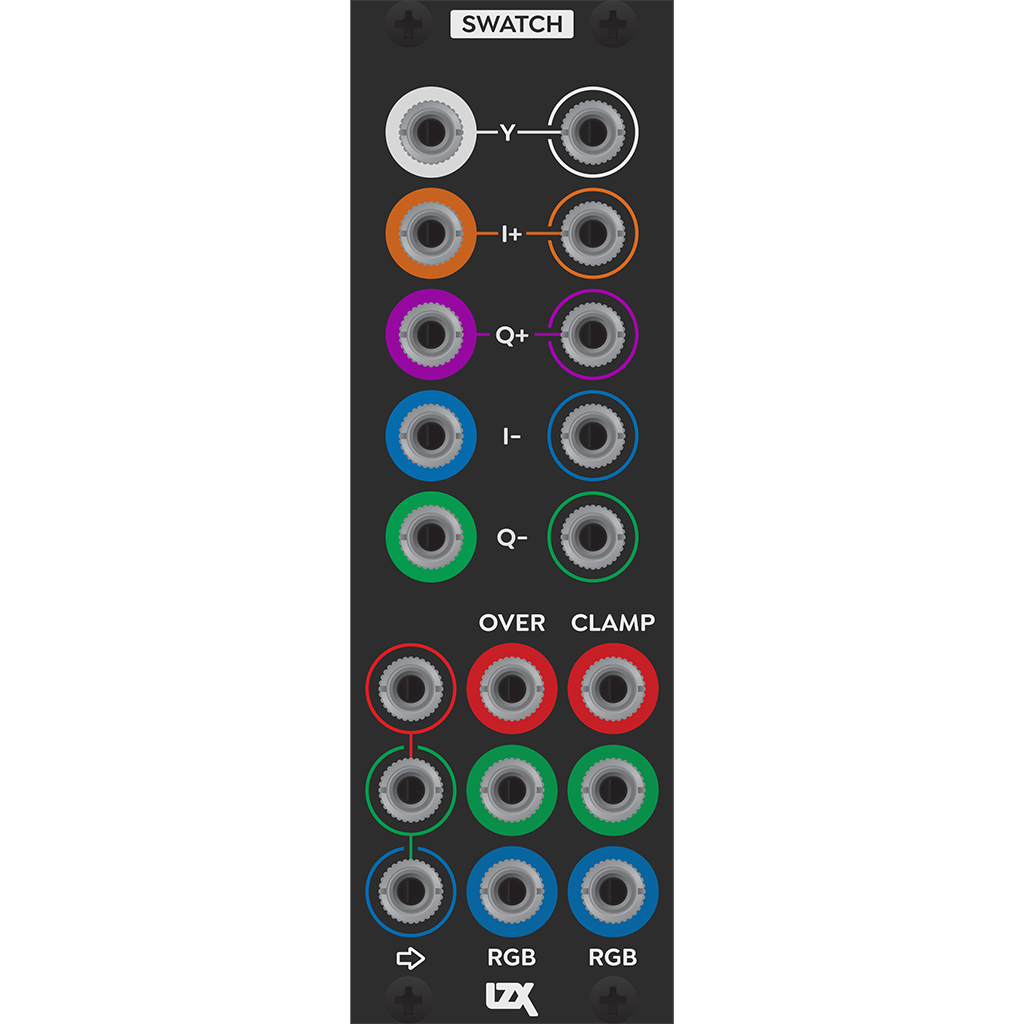 SWATCH
Y
I+
Q+
I-
Q-
OVER CLAMP
RGB RGB
LZX